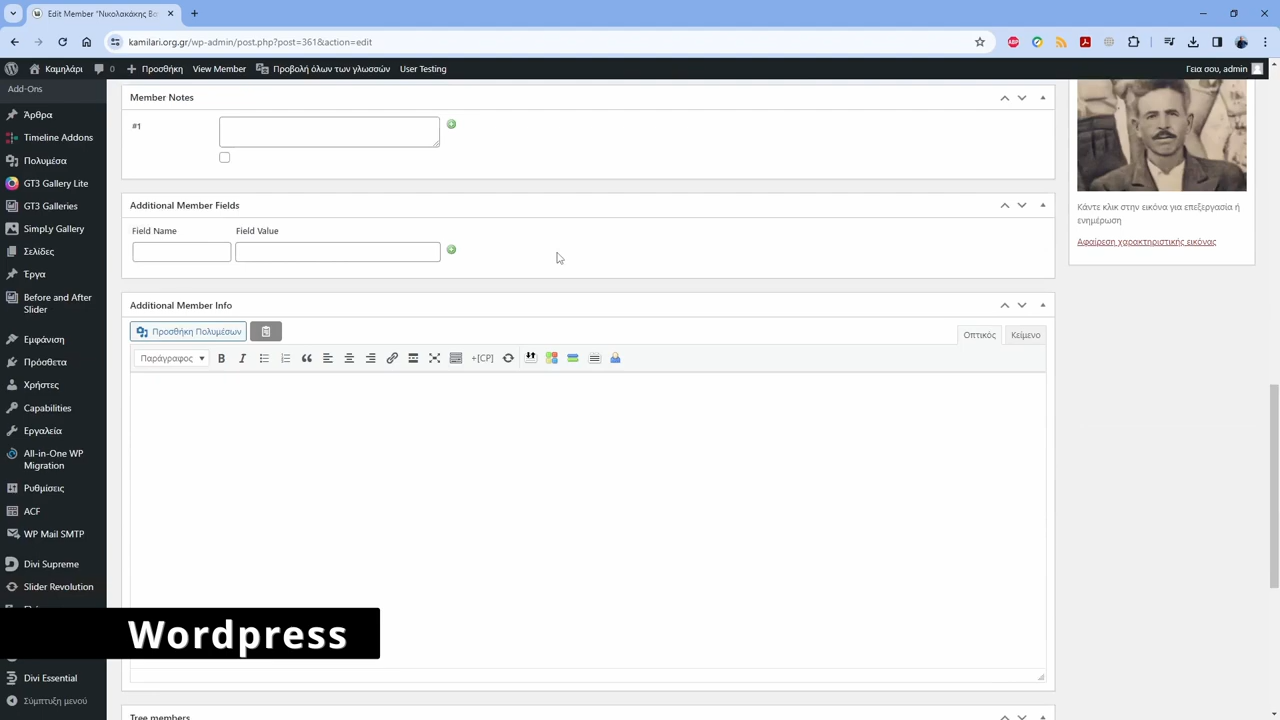 Edit Member "Νικολακάκης Βα
kamilari.org.gr/wp-admin/post.php?post=361&action=edit
Καμηλάρι
0
Προσθήκη
View Member
Προβολή όλων των γλωσσών
User Testing
Γεια σου, admin
Add-Ons
Άρθρα
Timeline Addons
Πολυμέσα
GT3 Gallery Lite
GT3 Galleries
SimpLy Gallery
Σελίδες
Έργα
Before and After
Slider
Εμφάνιση
Πρόσθετα
Χρήστες
Capabilities
Εργαλεία
All-in-One WP
Migration
Ρυθμίσεις
ACF
WP Mail SMTP
Divi Supreme
Slider Revolution
Divi Essential
Σύμπτυξη μενού
Member Notes
#1
Additional Member Fields
Field Name
Field Value
Additional Member Info
Προσθήκη Πολυμέσων
Οπτικός
Κείμενο
Παράγραφος
B
I
+[CP]
Tree members
Κάντε κλικ στην εικόνα για επεξεργασία ή
ενημέρωση
Αφαίρεση χαρακτηριστικής εικόνας
Wordpress